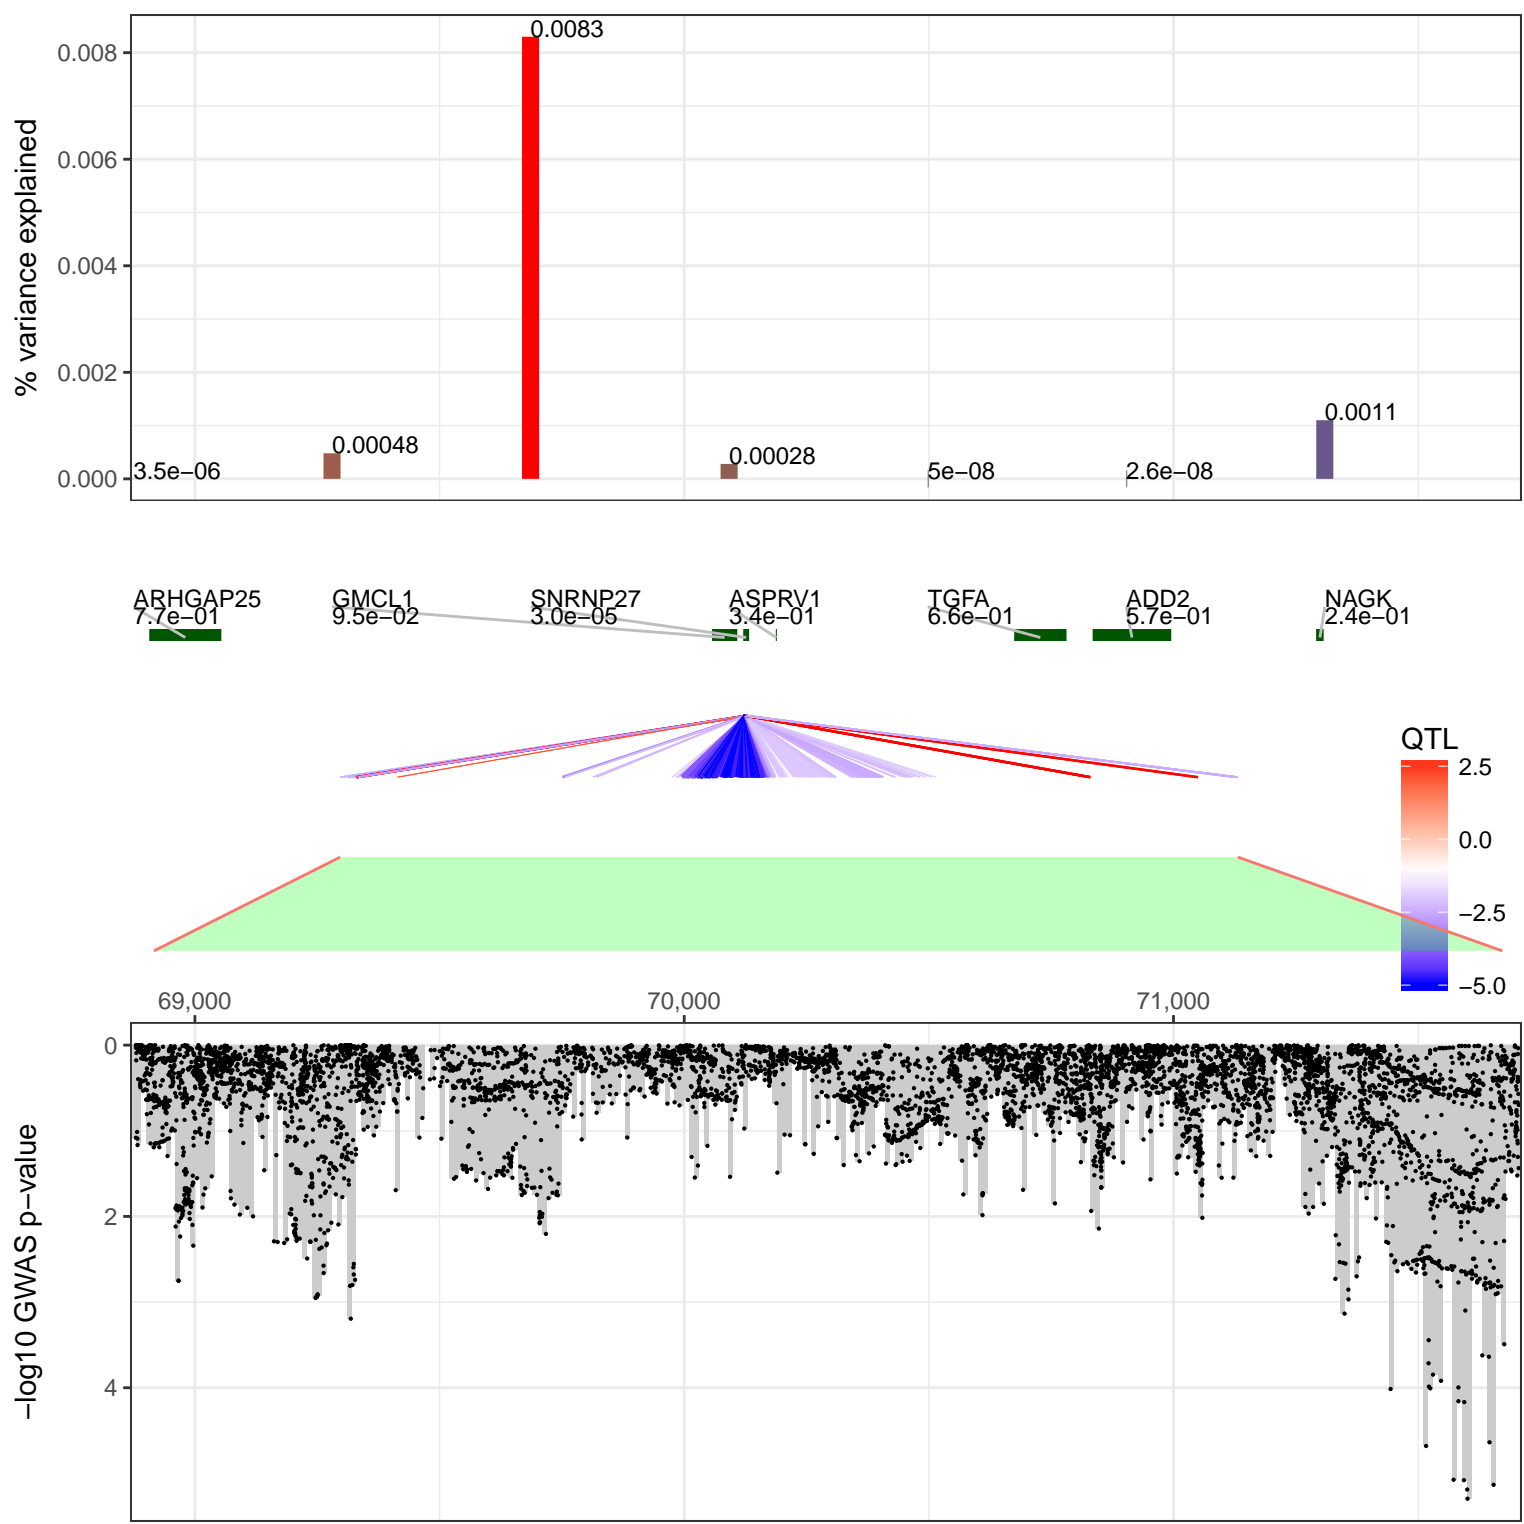 % variance explained
0.008
0.006
0.004
0.002
0.000
3.5e−06
0.00048
0.0083
0.00028
5e−08
2.6e−08
0.0011
ARHGAP25
7.7e−01
GMCL1
9.5e−02
SNRNP27
3.0e−05
ASPRV1
3.4e−01
TGFA
6.6e−01
ADD2
5.7e−01
NAGK
2.4e−01
QTL
2.5
0.0
−2.5
−5.0
69,000
70,000
71,000
−log10 GWAS p−value
0
2
4